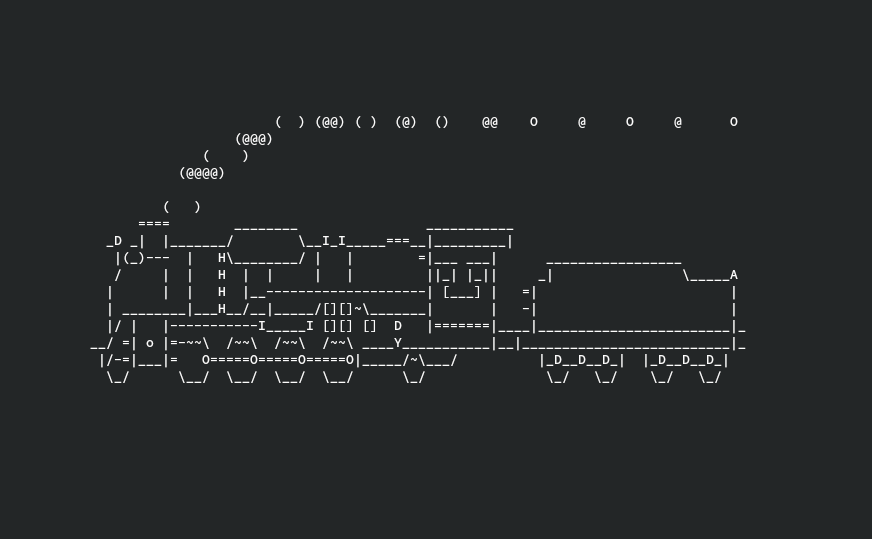 (  ) (@@) ( )  (@)  ()    @@    O     @     O     @      O
                  (@@@)
              (    )
           (@@@@)

         (   )
      ====        ________                ___________
  _D _|  |_______/        \__I_I_____===__|_________|
   |(_)---  |   H\________/ |   |        =|___ ___|      _________________
   /     |  |   H  |  |     |   |         ||_| |_||     _|                \_____A
  |      |  |   H  |__--------------------| [___] |   =|                        |
  | ________|___H__/__|_____/[][]~\_______|       |   -|                        |
  |/ |   |-----------I_____I [][] []  D   |=======|____|________________________|_
__/ =| o |=-~~\  /~~\  /~~\  /~~\ ____Y___________|__|__________________________|_
 |/-=|___|=   O=====O=====O=====O|_____/~\___/          |_D__D__D_|  |_D__D__D_|
  \_/      \__/  \__/  \__/  \__/      \_/               \_/   \_/    \_/   \_/